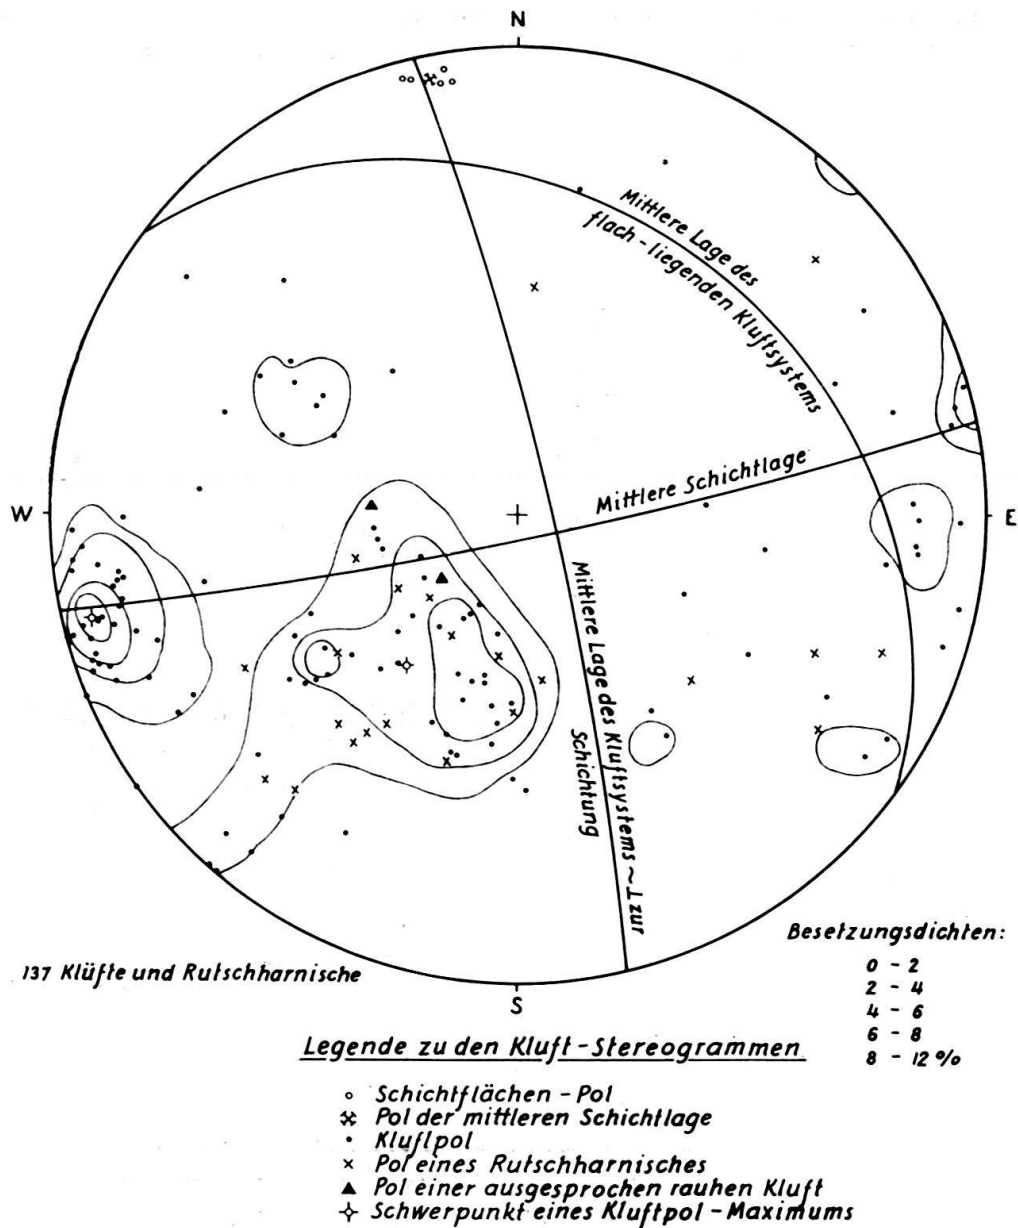 N
Mittlere Lage des
flach-liegenden Kluftsystems
Mittlere Schichtlage
W
E
Mittlere Lage des Kluftsystems ~ ⊥ zur
Schichtung
S
137 Klüfte und Rutschharnische
Besetzungsdichten:
0 - 2
2 - 4
4 - 6
6 - 8
8 - 12 %
Legende zu den Kluft-Stereogrammen
Schichtflächen-Pol
Pol der mittleren Schichtlage
Kluftpol
Pol eines Rutschharnisches
Pol einer ausgesprochen rauhen Kluft
Schwerpunkt eines Kluftpol-Maximums